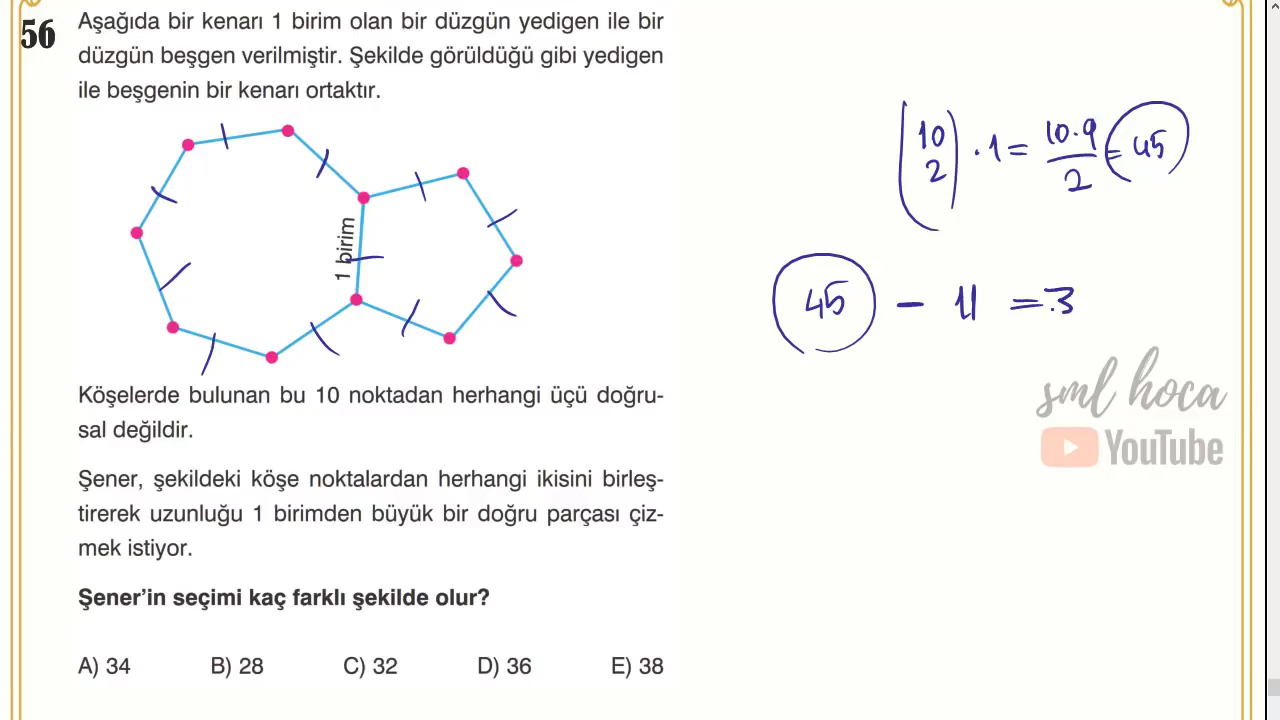 56
Aşağıda bir kenarı 1 birim olan bir düzgün yedigen ile bir
düzgün beşgen verilmiştir. Şekilde görüldüğü gibi yedigen
ile beşgenin bir kenarı ortaktır.
1 birim
Köşelerde bulunan bu 10 noktadan herhangi üçü doğru-
sal değildir.
Şener, şekildeki köşe noktalardan herhangi ikisini birleş-
tirerek uzunluğu 1 birimden büyük bir doğru parçası çiz-
mek istiyor.
Şener'in seçimi kaç farklı şekilde olur?
A) 34 B) 28 C) 32 D) 36 E) 38
(10 2) . 1 = 10.9 / 2 = 45
45 - 11 = 3
sml hoca
YouTube